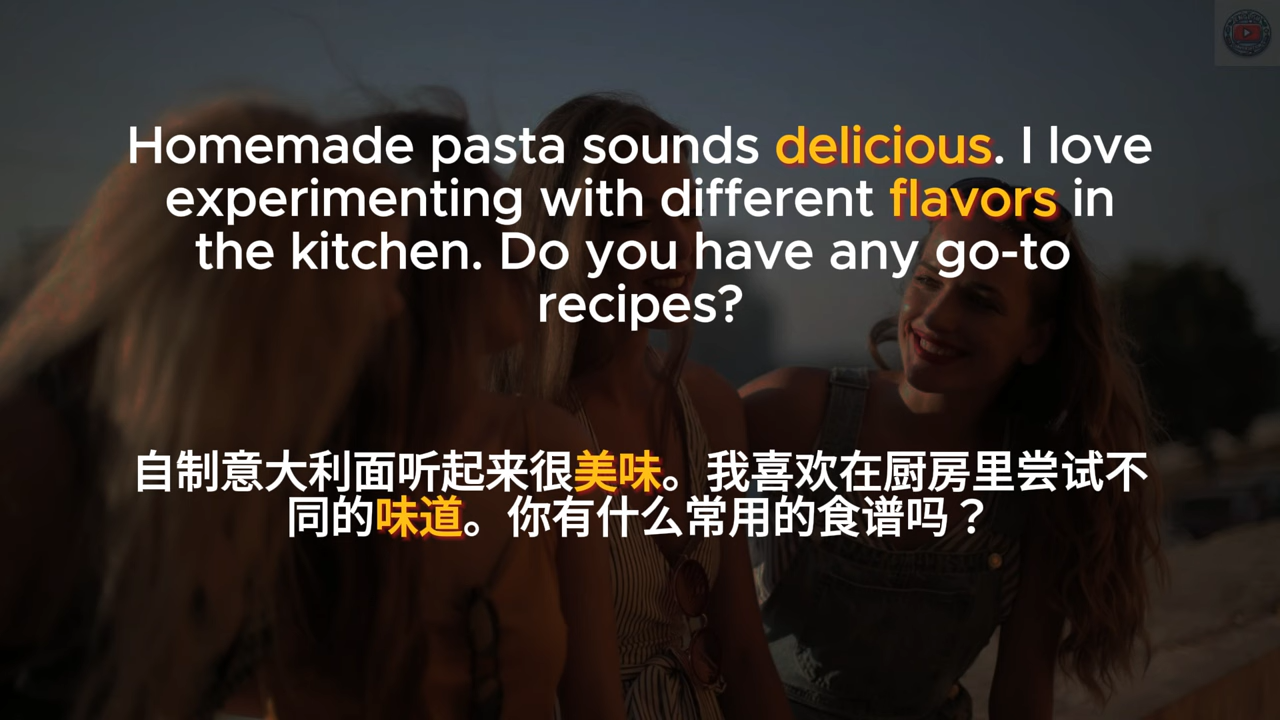 Homemade pasta sounds delicious. I love
experimenting with different flavors in
the kitchen. Do you have any go-to
recipes?
自制意大利面听起来很美味。我喜欢在厨房里尝试不
同的味道。你有什么常用的食谱吗？